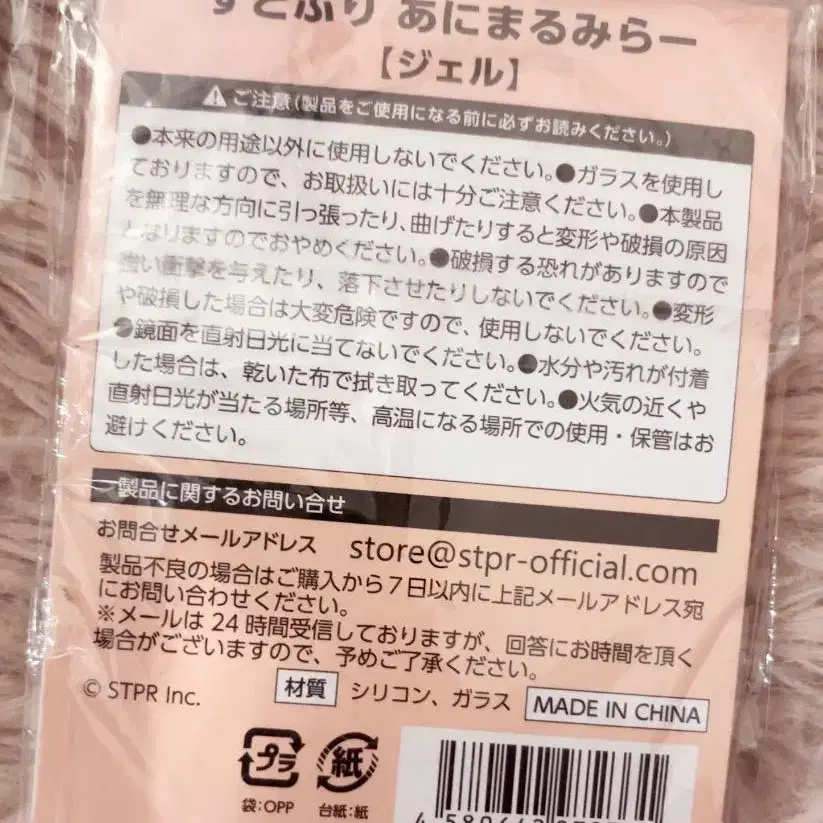 すとぷり あにまるみらー
【ジェル】
ご注意(製品をご使用になる前に必ずお読みください。)
●本来の用途以外に使用しないでください。●ガラスを使用し
ておりますので、お取扱いには十分ご注意ください。●本製品
を無理な方向に引っ張ったり、曲げたりすると変形や破損の原因
となりますのでおやめください。●破損する恐れがありますので
強い衝撃を与えたり、落下させたりしないでください。●変形
や破損した場合は大変危険ですので、使用しないでください。
●鏡面を直射日光に当てないでください。●水分や汚れが付着
した場合は、乾いた布で拭き取ってください。●火気の近くや
直射日光が当たる場所等、高温になる場所での使用・保管はお
避けください。
製品に関するお問い合せ
お問合せメールアドレス store@stpr-official.com
製品不良の場合はご購入から7日以内に上記メールアドレス宛
にお問い合わせください。
※メールは24時間受信しておりますが、回答にお時間を頂く
場合がございますので、予めご了承ください。
© STPR Inc. 材質 シリコン、ガラス MADE IN CHINA
プラ 紙
袋:OPP 台紙:紙